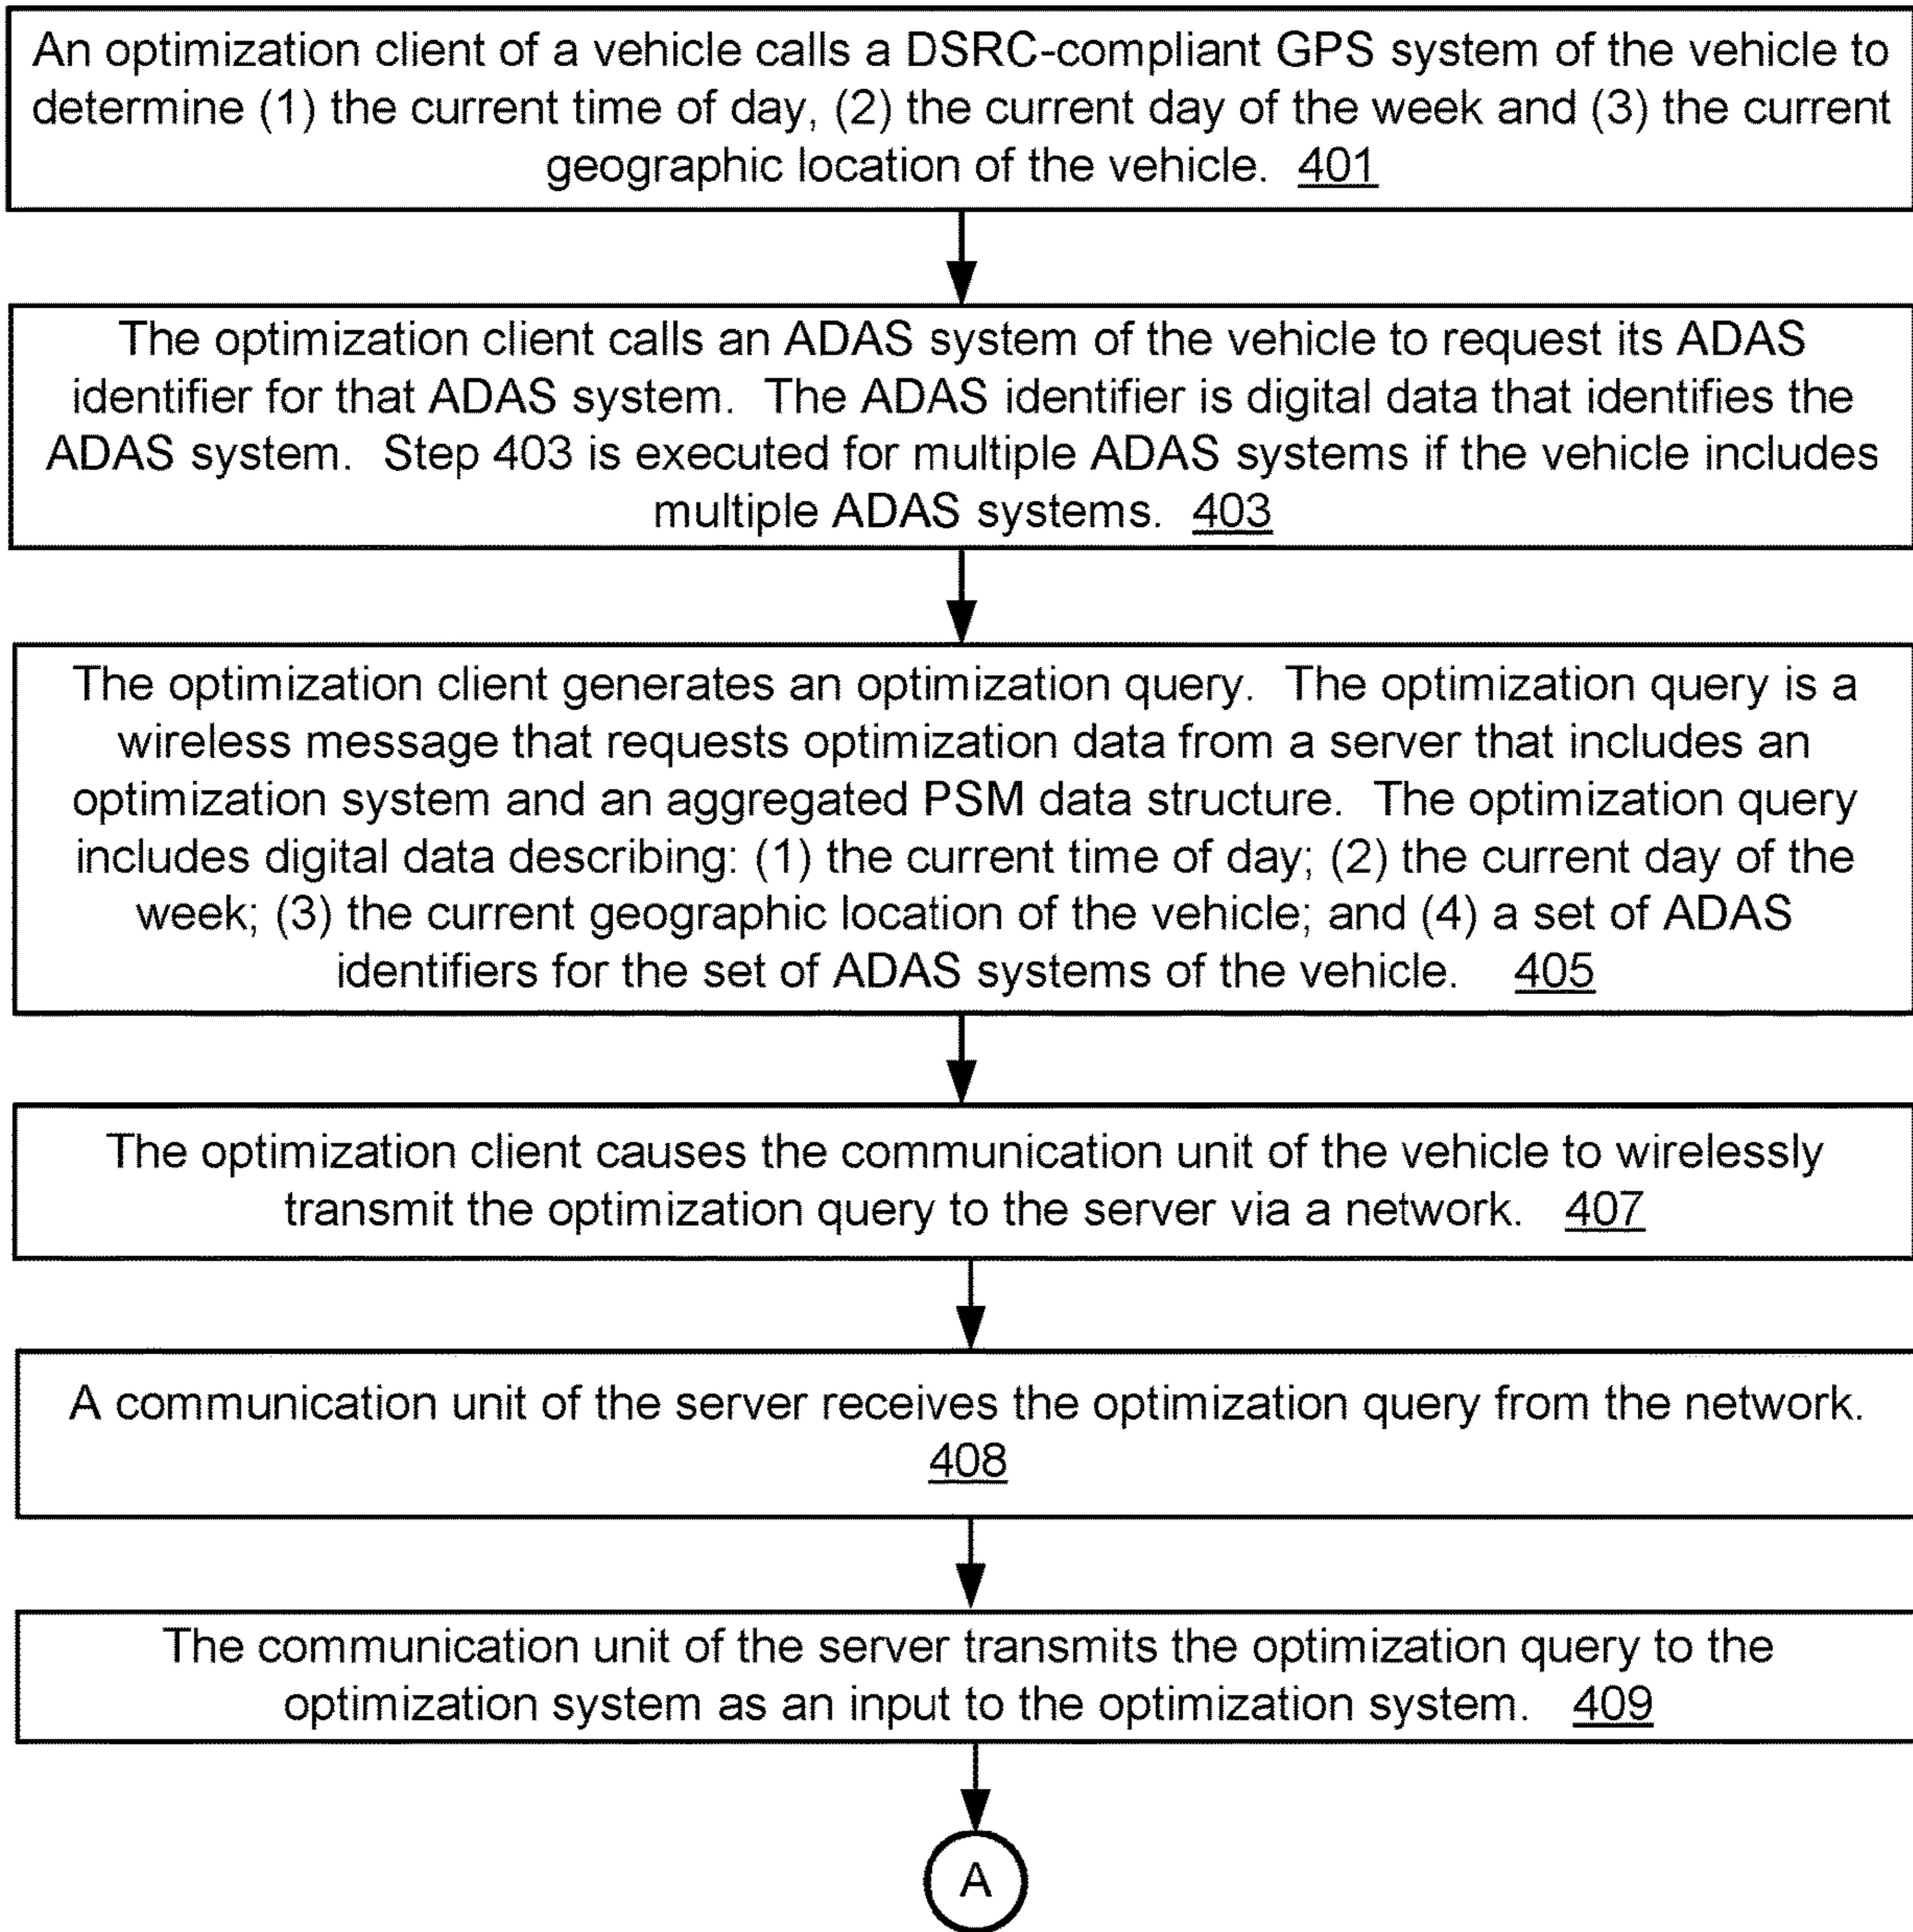 An optimization client of a vehicle calls a DSRC-compliant GPS system of the vehicle to
determine (1) the current time of day, (2) the current day of the week and (3) the current
geographic location of the vehicle. 401
The optimization client calls an ADAS system of the vehicle to request its ADAS
identifier for that ADAS system. The ADAS identifier is digital data that identifies the
ADAS system. Step 403 is executed for multiple ADAS systems if the vehicle includes
multiple ADAS systems. 403
The optimization client generates an optimization query. The optimization query is a
wireless message that requests optimization data from a server that includes an
optimization system and an aggregated PSM data structure. The optimization query
includes digital data describing: (1) the current time of day; (2) the current day of the
week; (3) the current geographic location of the vehicle; and (4) a set of ADAS
identifiers for the set of ADAS systems of the vehicle. 405
The optimization client causes the communication unit of the vehicle to wirelessly
transmit the optimization query to the server via a network. 407
A communication unit of the server receives the optimization query from the network.
408
The communication unit of the server transmits the optimization query to the
optimization system as an input to the optimization system. 409
A